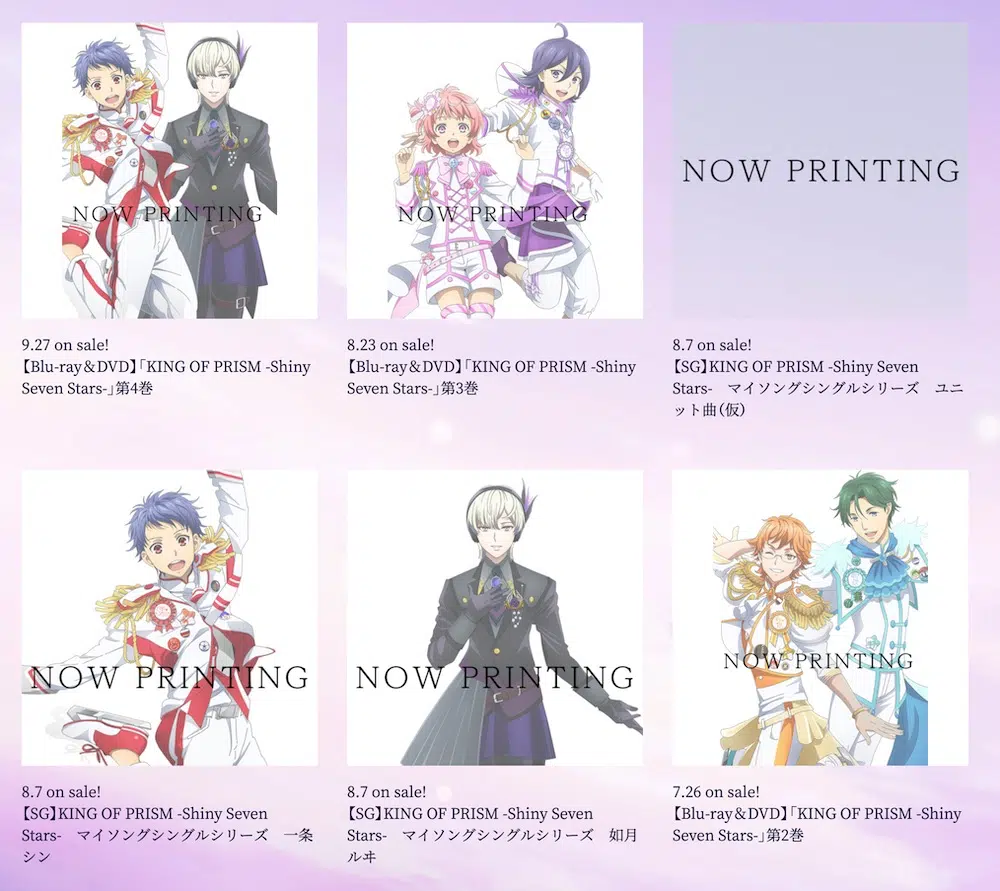 NOW PRINTING
9.27 on sale!
【Blu-ray＆DVD】「KING OF PRISM -Shiny
Seven Stars-」第4巻
NOW PRINTING
8.23 on sale!
【Blu-ray＆DVD】「KING OF PRISM -Shiny
Seven Stars-」第3巻
NOW PRINTING
8.7 on sale!
【SG】KING OF PRISM -Shiny Seven
Stars-　マイソングシングルシリーズ　ユニ
ット曲（仮）
NOW PRINTING
8.7 on sale!
【SG】KING OF PRISM -Shiny Seven
Stars-　マイソングシングルシリーズ　一条
シン
NOW PRINTING
8.7 on sale!
【SG】KING OF PRISM -Shiny Seven
Stars-　マイソングシングルシリーズ　如月
ルヰ
NOW PRINTING
7.26 on sale!
【Blu-ray＆DVD】「KING OF PRISM -Shiny
Seven Stars-」第2巻